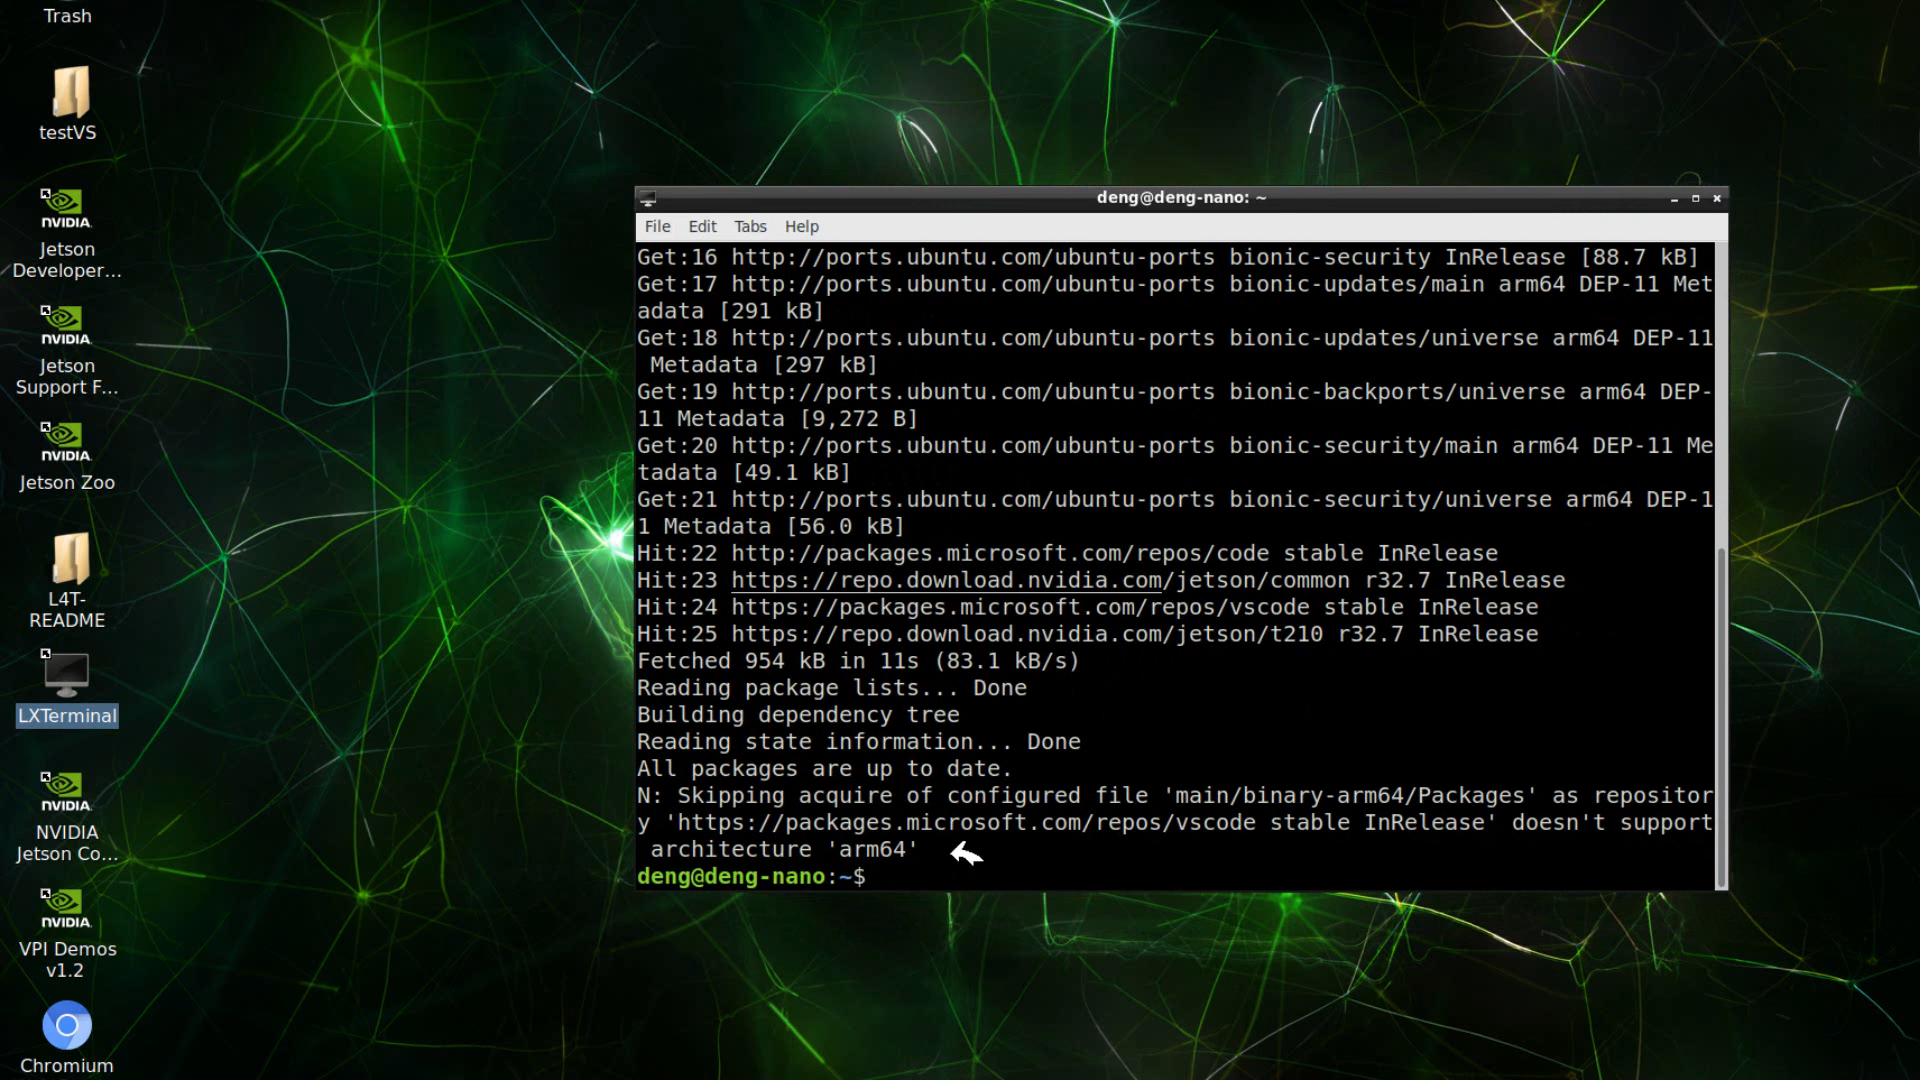 Trash
testVS
NVIDIA.
Jetson
Developer...
NVIDIA.
Jetson
Support F...
NVIDIA.
Jetson Zoo
L4T-
README
LXTerminal
NVIDIA.
NVIDIA
Jetson Co...
NVIDIA.
VPI Demos
v1.2
Chromium
deng@deng-nano: ~
File Edit Tabs Help
Get:16 http://ports.ubuntu.com/ubuntu-ports bionic-security InRelease [88.7 kB]
Get:17 http://ports.ubuntu.com/ubuntu-ports bionic-updates/main arm64 DEP-11 Met
adata [291 kB]
Get:18 http://ports.ubuntu.com/ubuntu-ports bionic-updates/universe arm64 DEP-11
 Metadata [297 kB]
Get:19 http://ports.ubuntu.com/ubuntu-ports bionic-backports/universe arm64 DEP-
11 Metadata [9,272 B]
Get:20 http://ports.ubuntu.com/ubuntu-ports bionic-security/main arm64 DEP-11 Me
tadata [49.1 kB]
Get:21 http://ports.ubuntu.com/ubuntu-ports bionic-security/universe arm64 DEP-1
1 Metadata [56.0 kB]
Hit:22 http://packages.microsoft.com/repos/code stable InRelease
Hit:23 https://repo.download.nvidia.com/jetson/common r32.7 InRelease
Hit:24 https://packages.microsoft.com/repos/vscode stable InRelease
Hit:25 https://repo.download.nvidia.com/jetson/t210 r32.7 InRelease
Fetched 954 kB in 11s (83.1 kB/s)
Reading package lists... Done
Building dependency tree
Reading state information... Done
All packages are up to date.
N: Skipping acquire of configured file 'main/binary-arm64/Packages' as repositor
y 'https://packages.microsoft.com/repos/vscode stable InRelease' doesn't support
 architecture 'arm64'
deng@deng-nano:~$